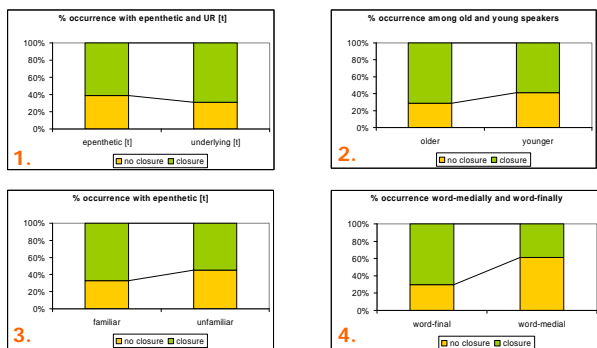 % occurrence with epenthetic and UR [t]
100%
80%
60%
40%
20%
0%
epenthetic [t] underlying [t]
no closure closure
1.
% occurrence among old and young speakers
100%
80%
60%
40%
20%
0%
older younger
no closure closure
2.
% occurrence with epenthetic [t]
100%
80%
60%
40%
20%
0%
familiar unfamiliar
no closure closure
3.
% occurrence word-medially and word-finally
100%
80%
60%
40%
20%
0%
word-final word-medial
no closure closure
4.